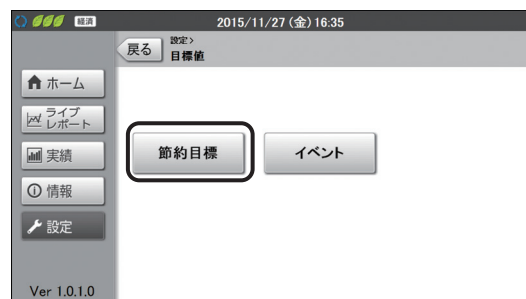 経済
2015/11/27 (金) 16:35
戻る
設定>
目標値
ホーム
ライブ
レポート
実績
情報
設定
節約目標
イベント
Ver 1.0.1.0